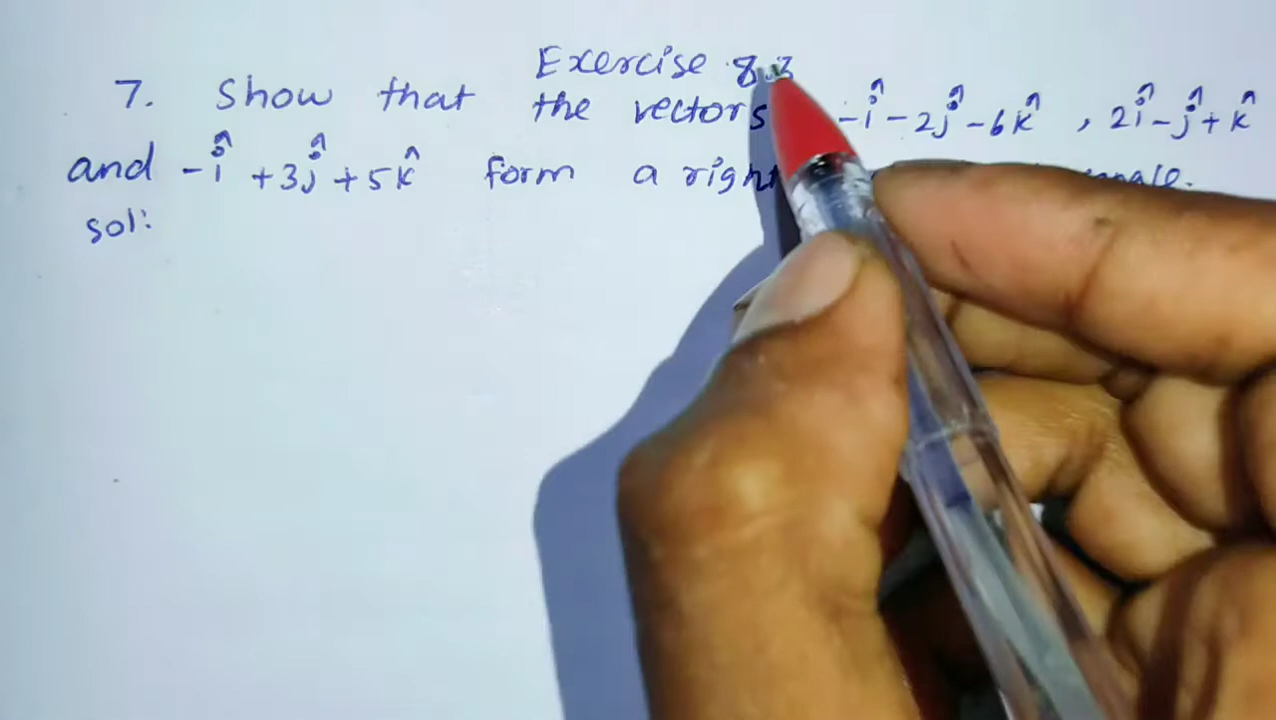 Exercise 8.3
7. Show that the vectors -î - 2ĵ - 6k̂ , 2î - ĵ + k̂
and -î + 3ĵ + 5k̂ form a right
sol: